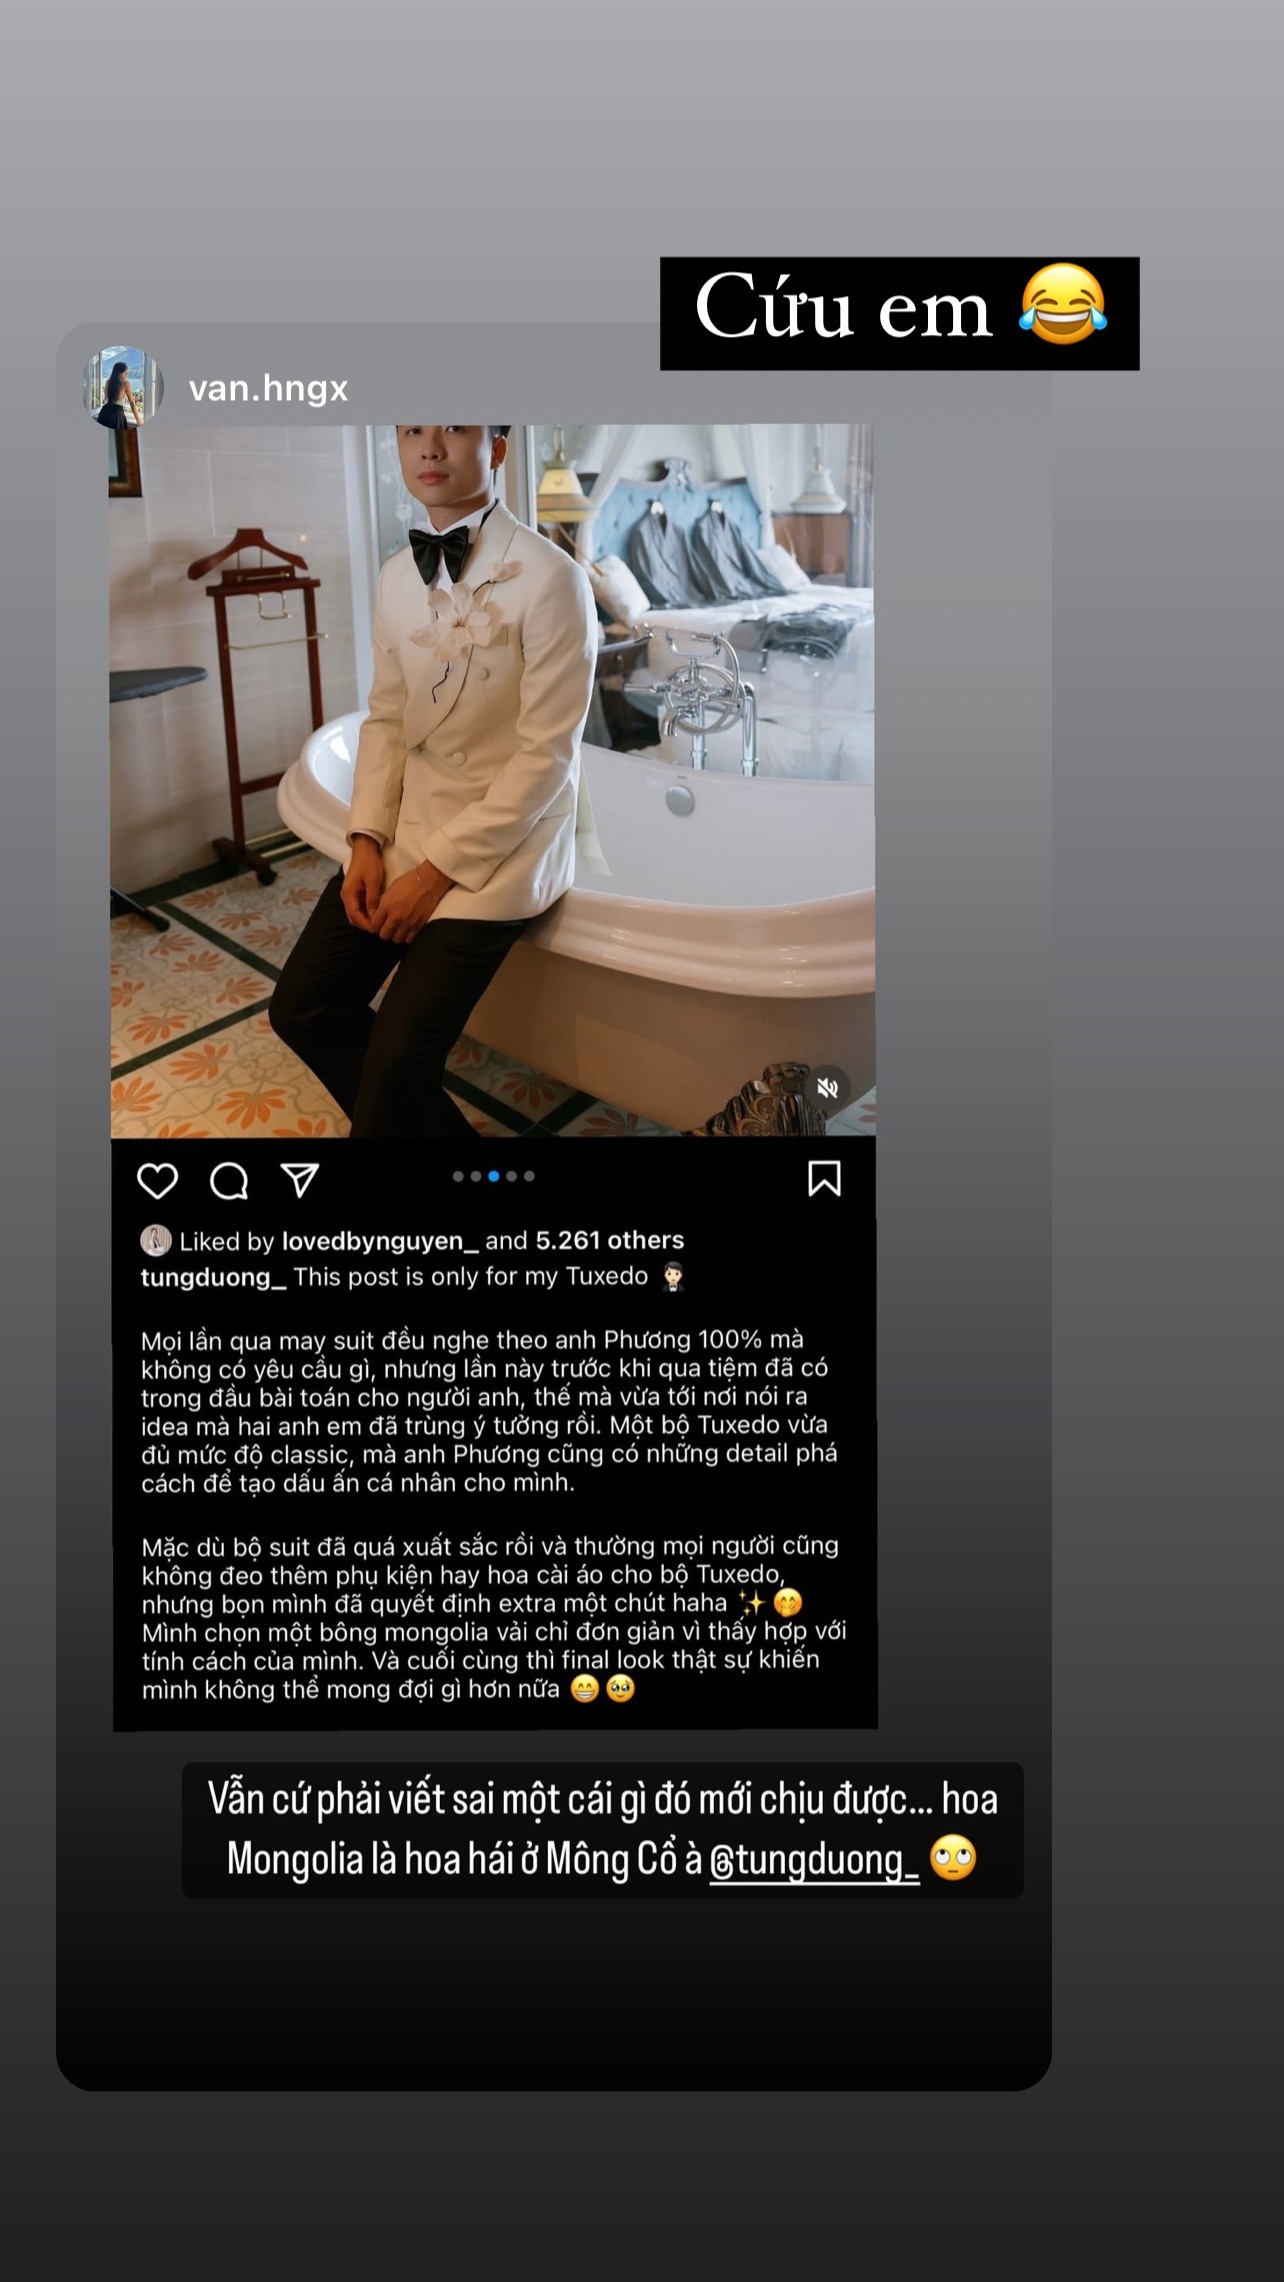 Cứu em 😂
van.hngx
Liked by lovedbynguyen_ and 5.261 others
tungduong_ This post is only for my Tuxedo 🤵🏻
Mọi lần qua may suit đều nghe theo anh Phương 100% mà
không có yêu cầu gì, nhưng lần này trước khi qua tiệm đã có
trong đầu bài toán cho người anh, thế mà vừa tới nơi nói ra
idea mà hai anh em đã trùng ý tưởng rồi. Một bộ Tuxedo vừa
đủ mức độ classic, mà anh Phương cũng có những detail phá
cách để tạo dấu ấn cá nhân cho mình.
Mặc dù bộ suit đã quá xuất sắc rồi và thường mọi người cũng
không đeo thêm phụ kiện hay hoa cài áo cho bộ Tuxedo,
nhưng bọn mình đã quyết định extra một chút haha ✨ 🤭
Mình chọn một bông mongolia vải chỉ đơn giản vì thấy hợp với
tính cách của mình. Và cuối cùng thì final look thật sự khiến
mình không thể mong đợi gì hơn nữa 😁 🥹
Vẫn cứ phải viết sai một cái gì đó mới chịu được... hoa
Mongolia là hoa hái ở Mông Cổ à @tungduong_ 🙄